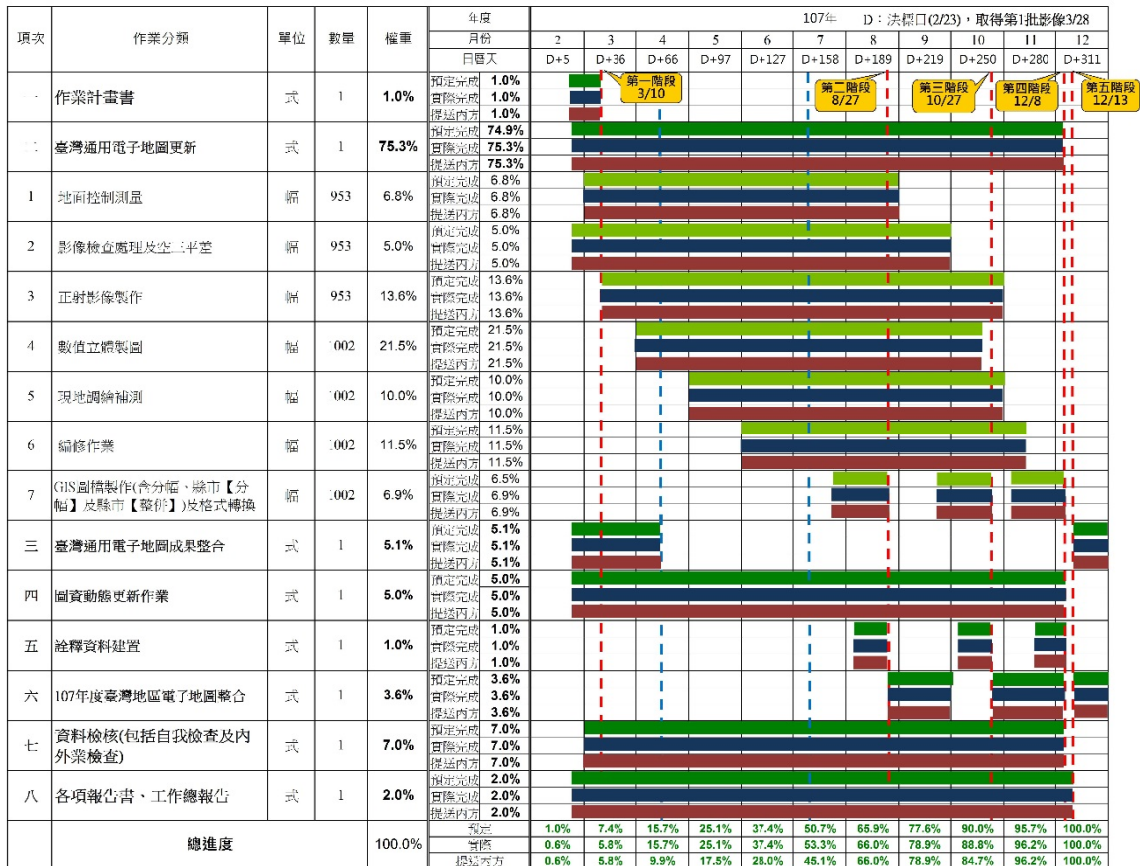 年度 107年 D：決標日(2/23)，取得第1批影像3/28
項次 作業分類 單位 數量 權重 月份 2 3 4 5 6 7 8 9 10 11 12
日曆天 D+5 D+36 D+66 D+97 D+127 D+158 D+189 D+219 D+250 D+280 D+311
第一階段 3/10
第二階段 8/27
第三階段 10/27
第四階段 12/8
第五階段 12/13
一 作業計畫書 式 1 1.0%
預定完成 1.0%
實際完成 1.0%
提送丙方 1.0%
二 臺灣通用電子地圖更新 式 1 75.3%
預定完成 74.9%
實際完成 75.3%
提送丙方 75.3%
1 地面控制測量 幅 953 6.8%
預定完成 6.8%
實際完成 6.8%
提送丙方 6.8%
2 影像檢查處理及空三平差 幅 953 5.0%
預定完成 5.0%
實際完成 5.0%
提送丙方 5.0%
3 正射影像製作 幅 953 13.6%
預定完成 13.6%
實際完成 13.6%
提送丙方 13.6%
4 數值立體製圖 幅 1002 21.5%
預定完成 21.5%
實際完成 21.5%
提送丙方 21.5%
5 現地調繪補測 幅 1002 10.0%
預定完成 10.0%
實際完成 10.0%
提送丙方 10.0%
6 編修作業 幅 1002 11.5%
預定完成 11.5%
實際完成 11.5%
提送丙方 11.5%
7 GIS圖檔製作(含分幅、縣市【分
幅】及縣市【整併】)及格式轉換 幅 1002 6.9%
預定完成 6.5%
實際完成 6.9%
提送丙方 6.9%
三 臺灣通用電子地圖成果整合 式 1 5.1%
預定完成 5.1%
實際完成 5.1%
提送丙方 5.1%
四 圖資動態更新作業 式 1 5.0%
預定完成 5.0%
實際完成 5.0%
提送丙方 5.0%
五 詮釋資料建置 式 1 1.0%
預定完成 1.0%
實際完成 1.0%
提送丙方 1.0%
六 107年度臺灣地區電子地圖整合 式 1 3.6%
預定完成 3.6%
實際完成 3.6%
提送丙方 3.6%
七 資料檢核(包括自我檢查及內
外業檢查) 式 1 7.0%
預定完成 7.0%
實際完成 7.0%
提送丙方 7.0%
八 各項報告書、工作總報告 式 1 2.0%
預定完成 2.0%
實際完成 2.0%
提送丙方 2.0%
總進度 100.0%
預定 1.0% 7.4% 15.7% 25.1% 37.4% 50.7% 65.9% 77.6% 90.0% 95.7% 100.0%
實際 0.6% 5.8% 15.7% 25.1% 37.4% 53.3% 66.0% 78.9% 88.8% 96.2% 100.0%
提送丙方 0.6% 5.8% 9.9% 17.5% 28.0% 45.1% 66.0% 78.9% 84.7% 96.2% 100.0%